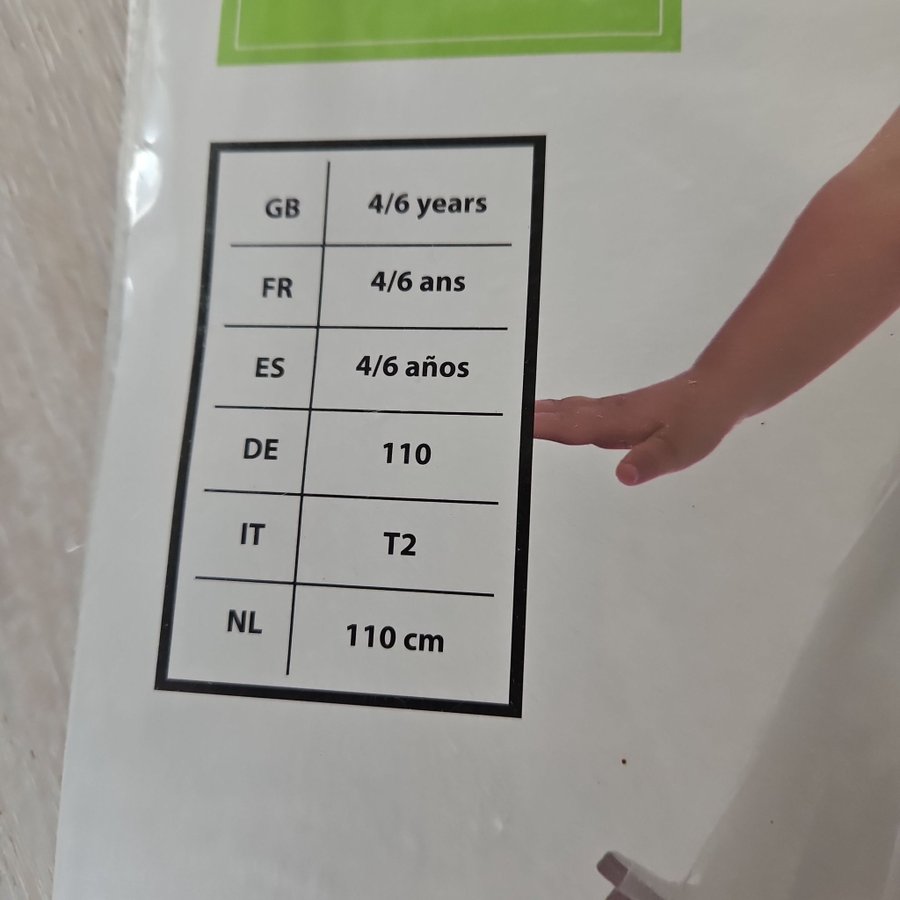 GB 4/6 years
FR 4/6 ans
ES 4/6 años
DE 110
IT T2
NL 110 cm